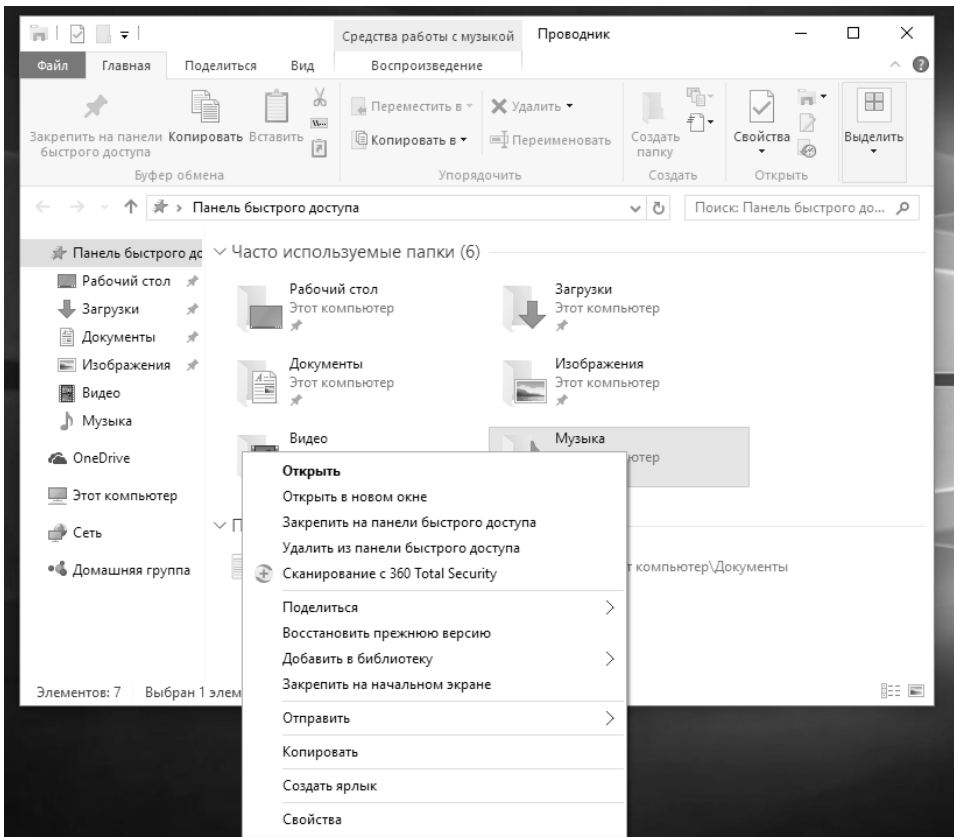 Средства работы с музыкой Проводник
Файл Главная Поделиться Вид Воспроизведение
Закрепить на панели быстрого доступа
Копировать
Вставить
Переместить в
Копировать в
Удалить
Переименовать
Создать папку
Свойства
Выделить
Буфер обмена Упорядочить Создать Открыть
Панель быстрого доступа
Поиск: Панель быстрого до...
Панель быстрого дс
Рабочий стол
Загрузки
Документы
Изображения
Видео
Музыка
OneDrive
Этот компьютер
Сеть
Домашняя группа
Часто используемые папки (6)
Рабочий стол
Этот компьютер
Загрузки
Этот компьютер
Документы
Этот компьютер
Изображения
Этот компьютер
Видео
Музыка
ютер
П
т компьютер\Документы
Открыть
Открыть в новом окне
Закрепить на панели быстрого доступа
Удалить из панели быстрого доступа
Сканирование с 360 Total Security
Поделиться
Восстановить прежнюю версию
Добавить в библиотеку
Закрепить на начальном экране
Отправить
Копировать
Создать ярлык
Свойства
Элементов: 7 Выбран 1 элем